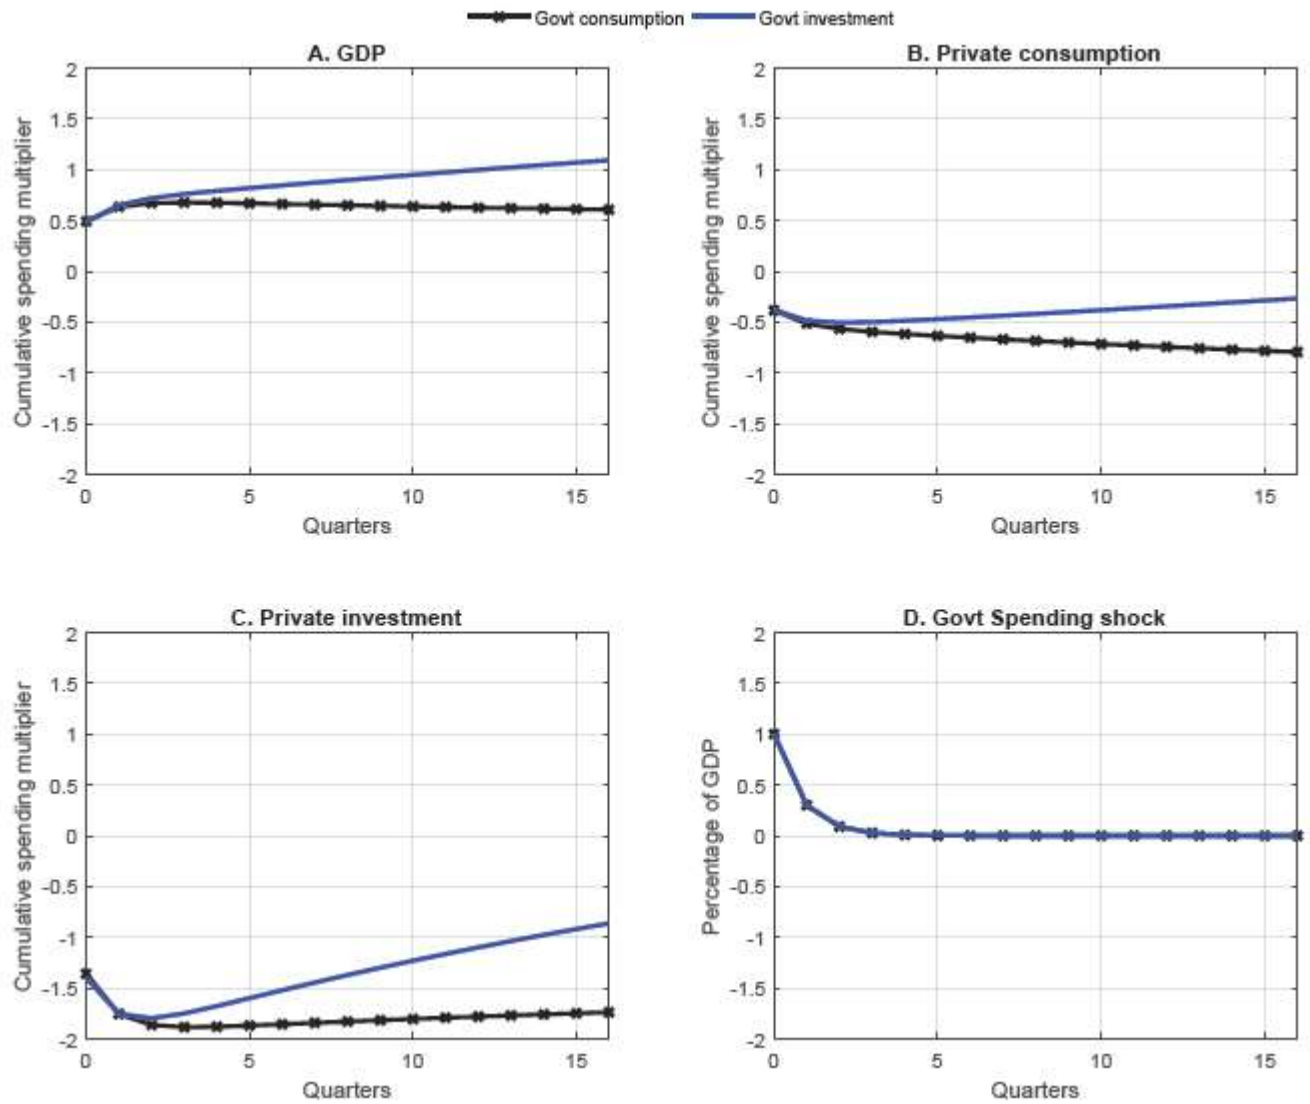 Govt consumption Govt investment
A. GDP
Cumulative spending multiplier
2
1.5
1
0.5
0
-0.5
-1
-1.5
-2
0 5 10 15
Quarters
B. Private consumption
Cumulative spending multiplier
2
1.5
1
0.5
0
-0.5
-1
-1.5
-2
0 5 10 15
Quarters
C. Private investment
Cumulative spending multiplier
2
1.5
1
0.5
0
-0.5
-1
-1.5
-2
0 5 10 15
Quarters
D. Govt Spending shock
Percentage of GDP
2
1.5
1
0.5
0
-0.5
-1
-1.5
-2
0 5 10 15
Quarters